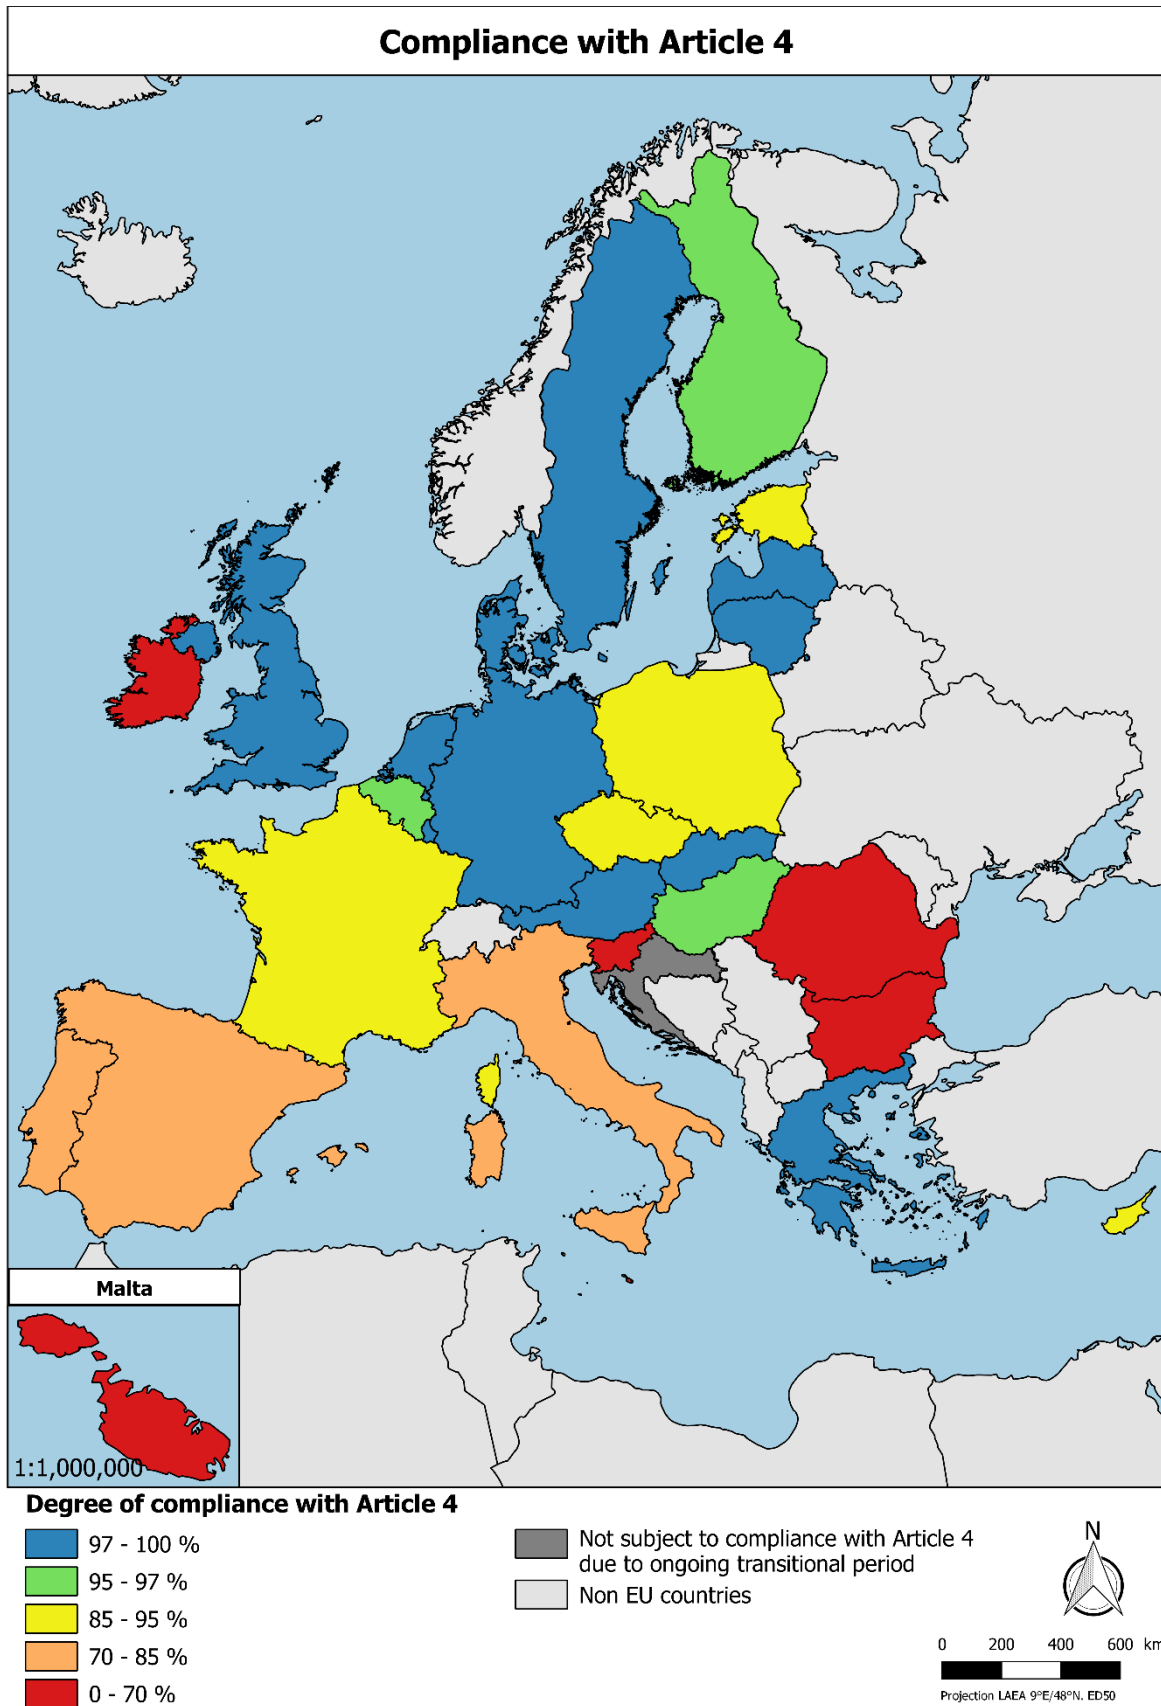 Compliance with Article 4
Malta
1:1,000,000
Degree of compliance with Article 4
97 - 100 %
95 - 97 %
85 - 95 %
70 - 85 %
0 - 70 %
Not subject to compliance with Article 4
due to ongoing transitional period
Non EU countries
N
0 200 400 600 km
Projection LAEA 9°E/48°N. ED50